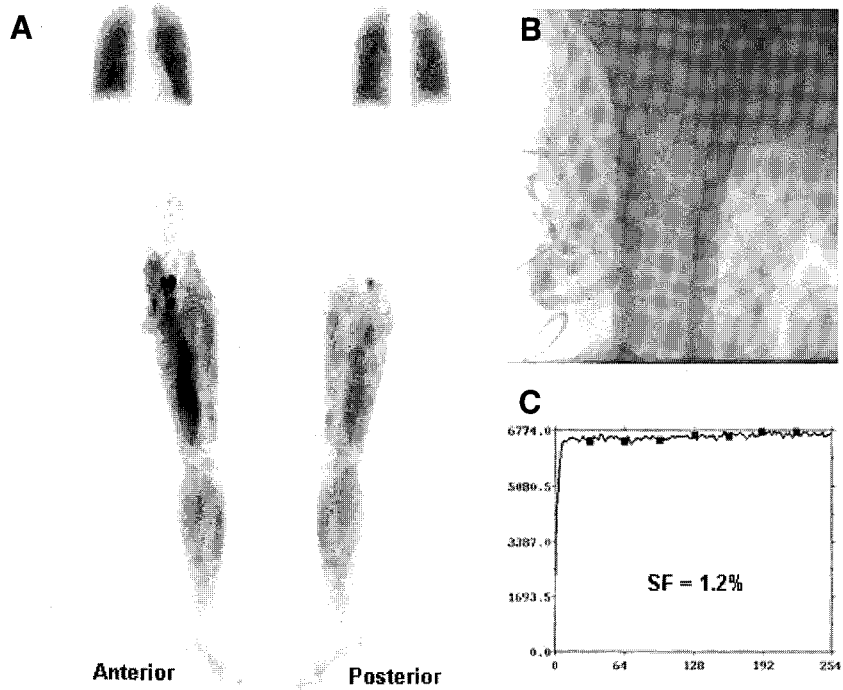 A
Anterior
Posterior
B
C
6774.0
5080.5
3387.0
1693.5
0.0
SF = 1.2%
0 64 128 192 254